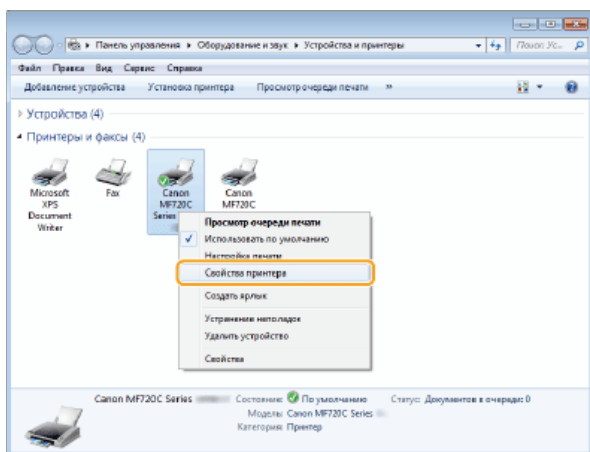 Панель управления ▸ Оборудование и звук ▸ Устройства и принтеры
Поиск: Ус...
Файл Правка Вид Сервис Справка
Добавление устройства Установка принтера Просмотр очереди печати »
Устройства (4)
Принтеры и факсы (4)
Microsoft XPS Document Writer
Fax
Canon MF720C Series
Canon MF720C
Просмотр очереди печати
Использовать по умолчанию
Настройка печати
Свойства принтера
Создать ярлык
Устранение неполадок
Удалить устройство
Свойства
Canon MF720C Series Состояние: По умолчанию Статус: Документов в очереди: 0
Модель: Canon MF720C Series
Категория: Принтер